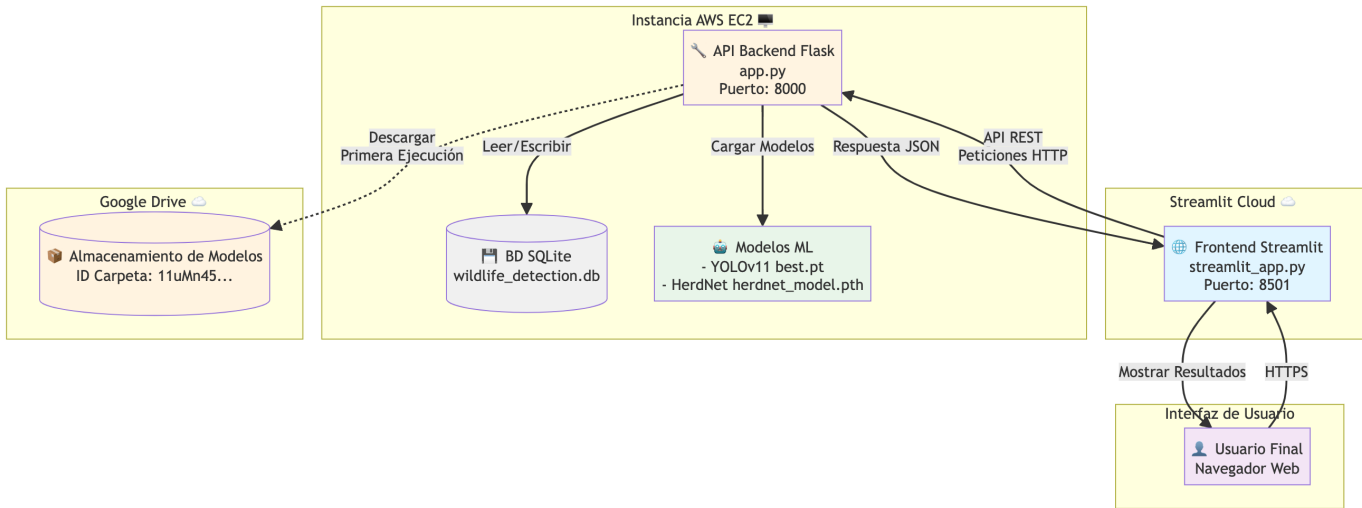 Instancia AWS EC2 🖥️
🔧 API Backend Flask
app.py
Puerto: 8000
Descargar
Primera Ejecución
Leer/Escribir
Cargar Modelos
Respuesta JSON
API REST
Peticiones HTTP
Google Drive ☁️
📦 Almacenamiento de Modelos
ID Carpeta: 11uMn45...
💾 BD SQLite
wildlife_detection.db
🤖 Modelos ML
- YOLOv11 best.pt
- HerdNet herdnet_model.pth
Streamlit Cloud ☁️
🌐 Frontend Streamlit
streamlit_app.py
Puerto: 8501
Mostrar Resultados
HTTPS
Interfaz de Usuario
👤 Usuario Final
Navegador Web